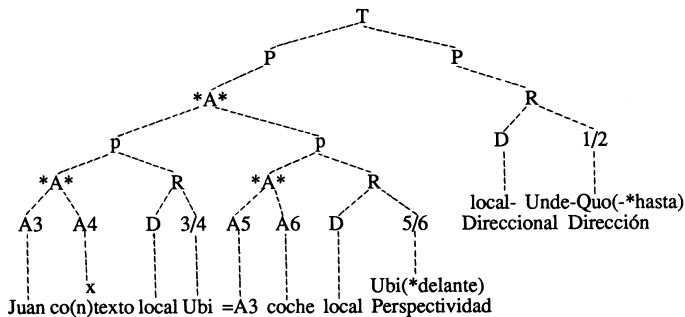 T
P P
*A* R
p p D 1/2
*A* R *A* R local- Unde-Quo(-*hasta)
A3 A4 D 3/4 A5 A6 D 5/6 Direccional Dirección
x Ubi(*delante)
Juan co(n)texto local Ubi =A3 coche local Perspectividad